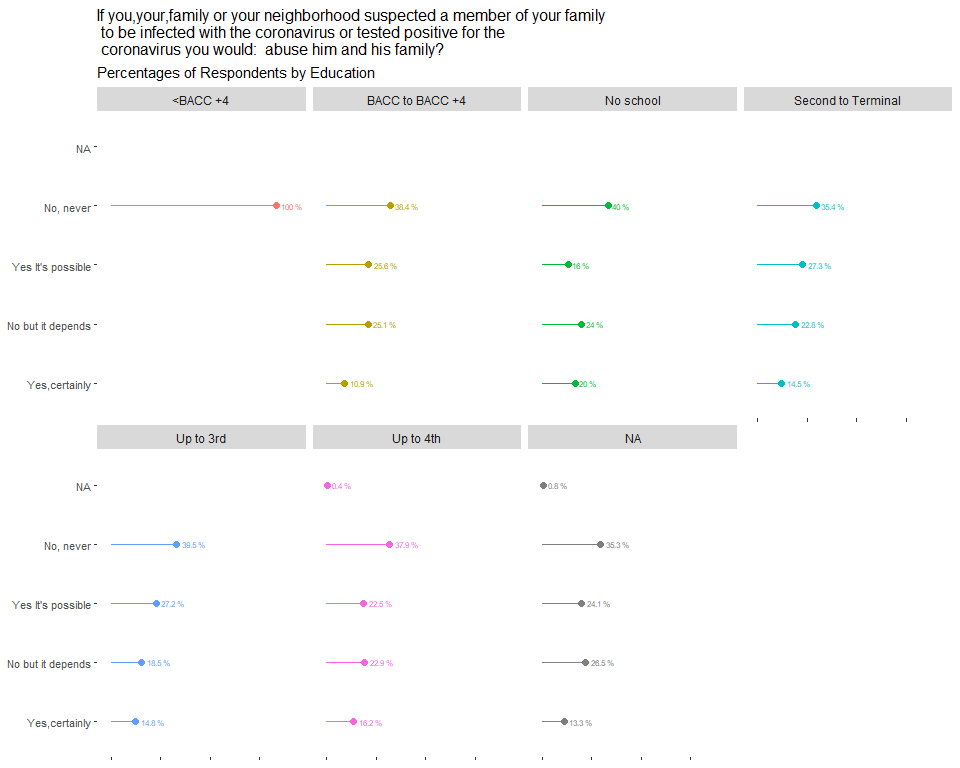 If you,your,family or your neighborhood suspected a member of your family
to be infected with the coronavirus or tested positive for the
coronavirus you would: abuse him and his family?
Percentages of Respondents by Education
<BACC +4
BACC to BACC +4
No school
Second to Terminal
NA
No, never
100 %
38.4 %
40 %
35.4 %
Yes It's possible
25.6 %
16 %
27.3 %
No but it depends
25.1 %
24 %
22.8 %
Yes,certainly
10.9 %
20 %
14.5 %
Up to 3rd
Up to 4th
NA
NA
0.4 %
0.8 %
No, never
39.5 %
37.9 %
35.3 %
Yes It's possible
27.2 %
22.5 %
24.1 %
No but it depends
18.5 %
22.9 %
26.5 %
Yes,certainly
14.8 %
16.2 %
13.3 %